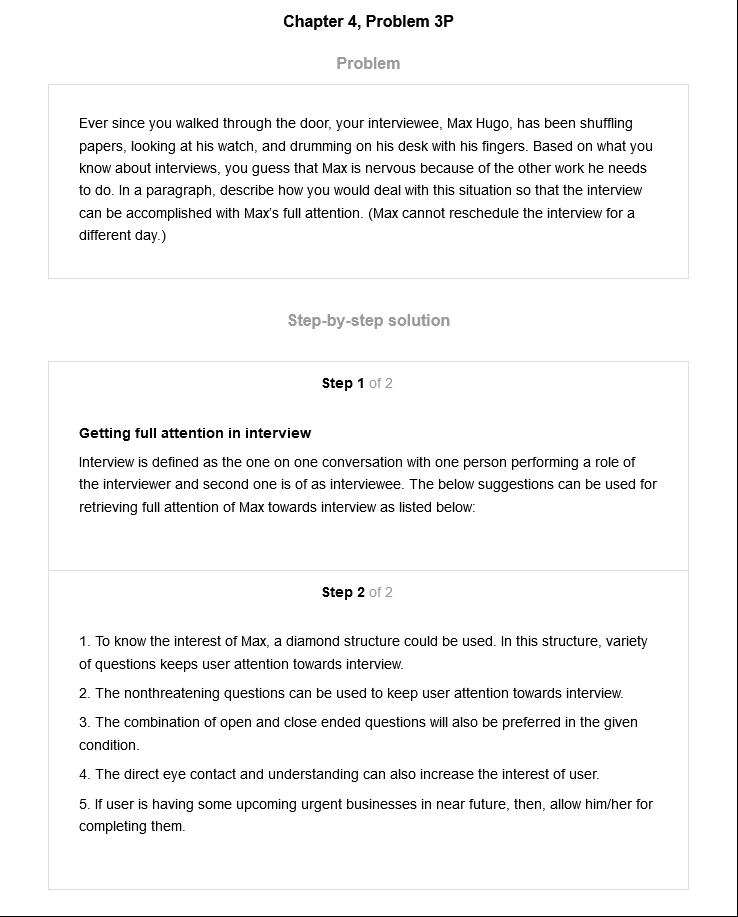 Chapter 4, Problem 3P
Problem
Ever since you walked through the door, your interviewee, Max Hugo, has been shuffling
papers, looking at his watch, and drumming on his desk with his fingers. Based on what you
know about interviews, you guess that Max is nervous because of the other work he needs
to do. In a paragraph, describe how you would deal with this situation so that the interview
can be accomplished with Max's full attention. (Max cannot reschedule the interview for a
different day.)
Step-by-step solution
Step 1 of 2
Getting full attention in interview
Interview is defined as the one on one conversation with one person performing a role of
the interviewer and second one is of as interviewee. The below suggestions can be used for
retrieving full attention of Max towards interview as listed below:
Step 2 of 2
1. To know the interest of Max, a diamond structure could be used. In this structure, variety
of questions keeps user attention towards interview.
2. The nonthreatening questions can be used to keep user attention towards interview.
3. The combination of open and close ended questions will also be preferred in the given
condition.
4. The direct eye contact and understanding can also increase the interest of user.
5. If user is having some upcoming urgent businesses in near future, then, allow him/her for
completing them.